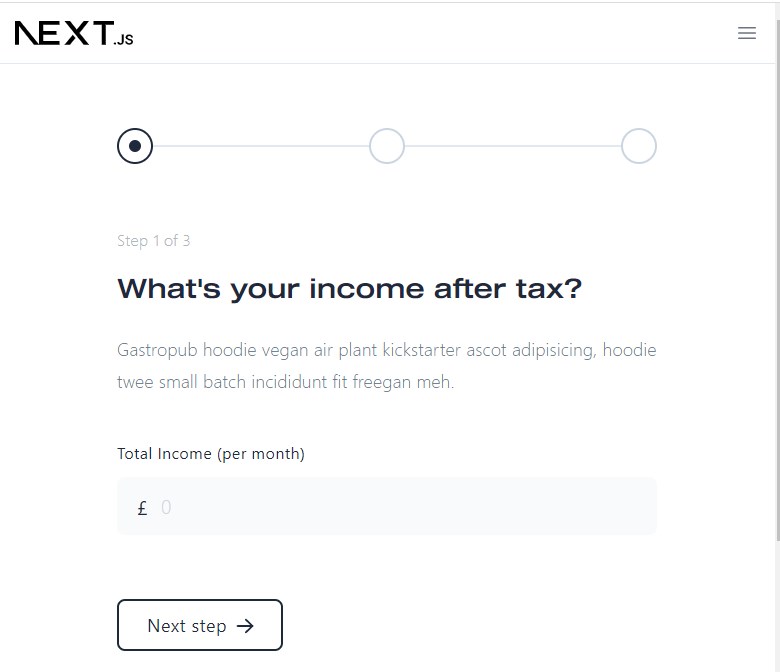 NEXT.JS
Step 1 of 3
What's your income after tax?
Gastropub hoodie vegan air plant kickstarter ascot adipisicing, hoodie
twee small batch incididunt fit freegan meh.
Total Income (per month)
£ 0
Next step →